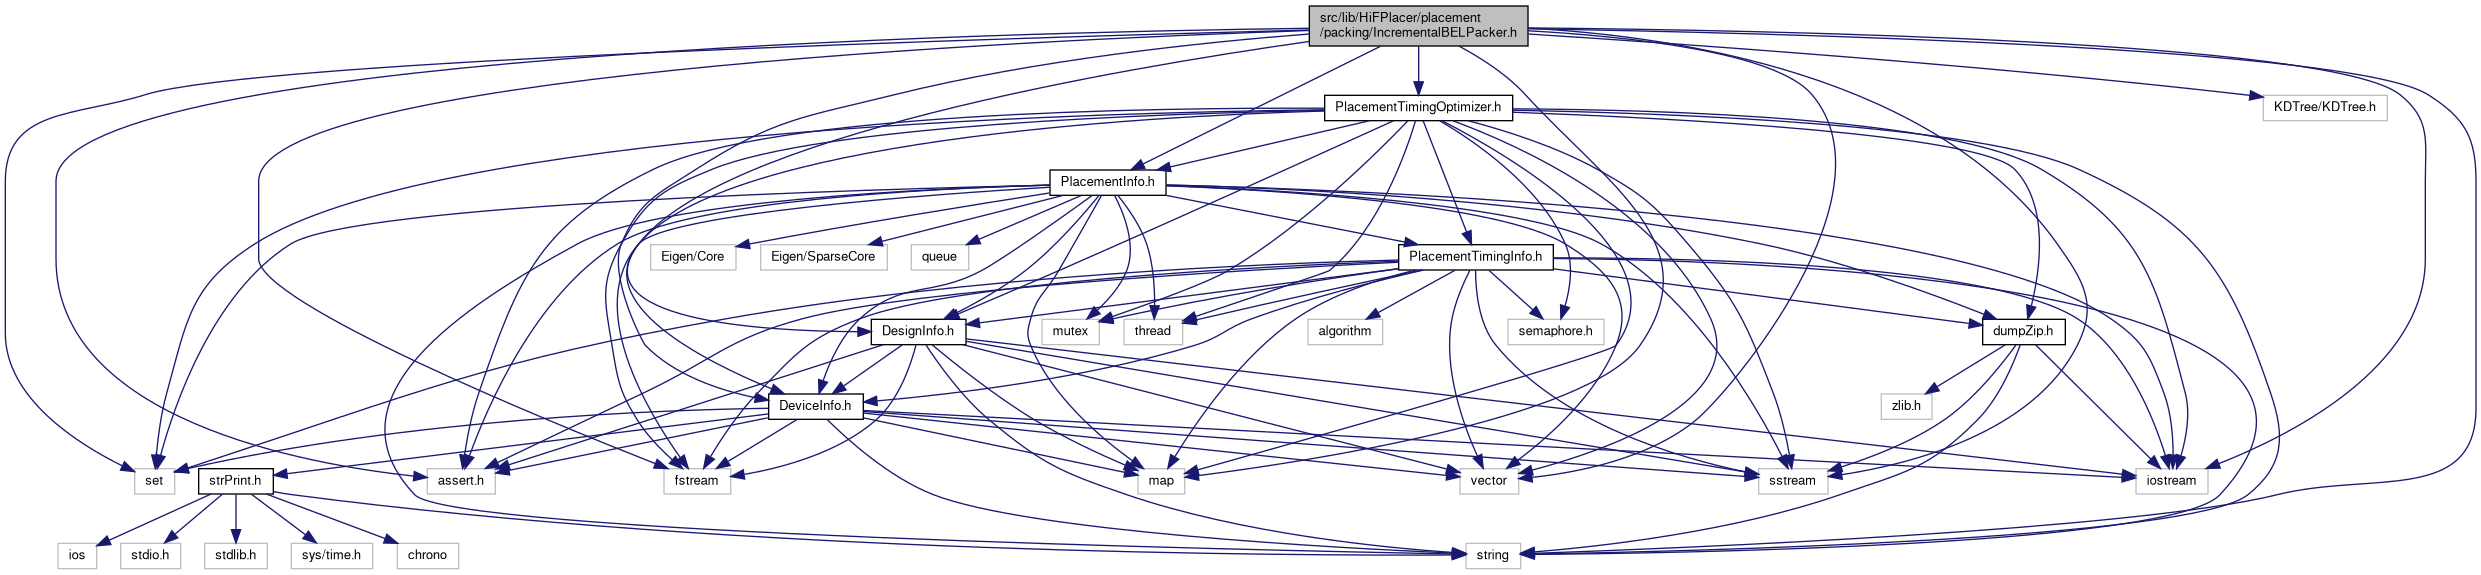 src/lib/HiFPlacer/placement
/packing/IncrementalBELPacker.h
PlacementTimingOptimizer.h
KDTree/KDTree.h
PlacementInfo.h
Eigen/Core
Eigen/SparseCore
queue
PlacementTimingInfo.h
DesignInfo.h
mutex
thread
algorithm
semaphore.h
dumpZip.h
DeviceInfo.h
zlib.h
set
strPrint.h
assert.h
fstream
map
vector
sstream
iostream
ios
stdio.h
stdlib.h
sys/time.h
chrono
string